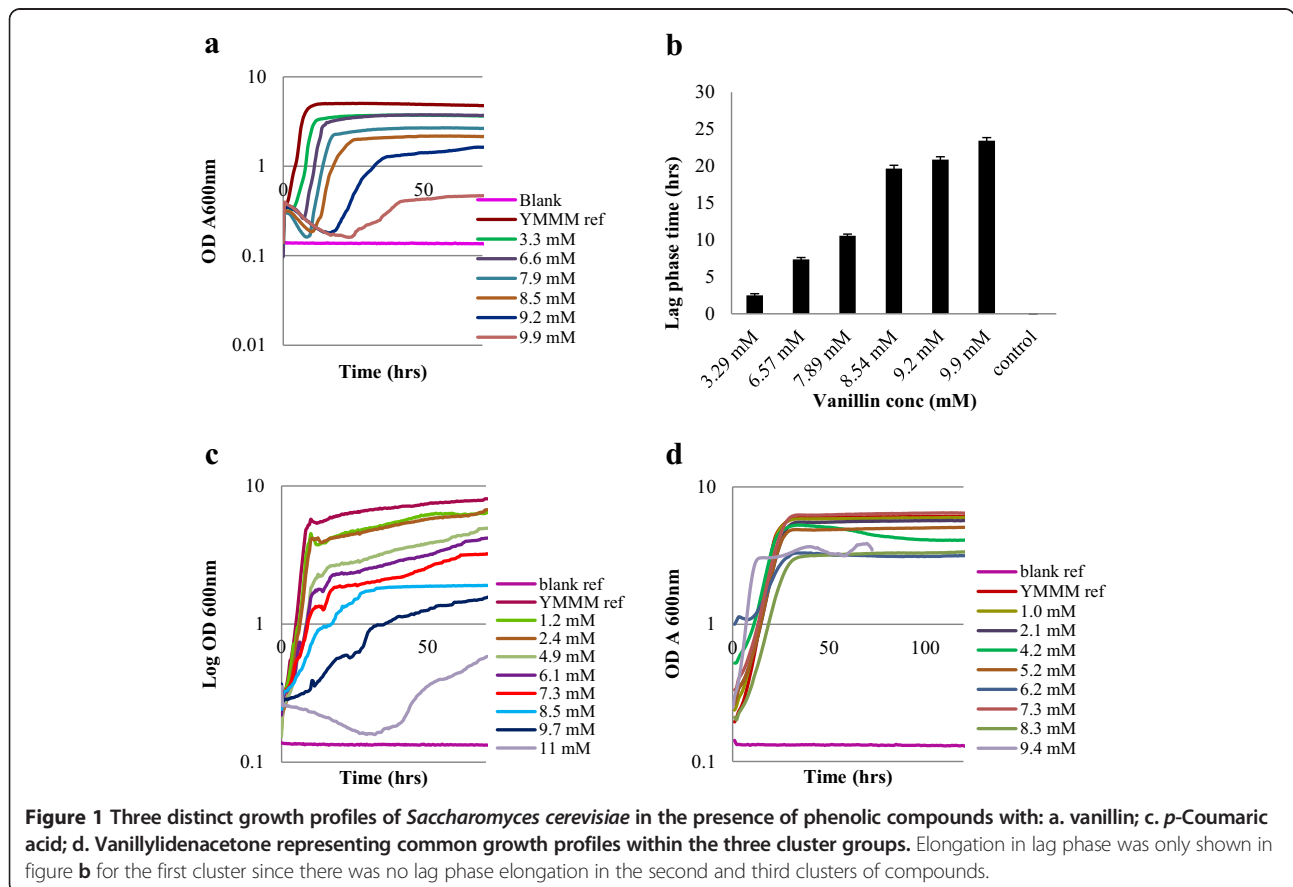 a
10
1
0.1
0.01
OD A600nm
0
50
Time (hrs)
Blank
YMMM ref
3.3 mM
6.6 mM
7.9 mM
8.5 mM
9.2 mM
9.9 mM
b
30
25
20
15
10
5
0
Lag phase time (hrs)
3.29 mM
6.57 mM
7.89 mM
8.54 mM
9.2 mM
9.9 mM
control
Vanillin conc (mM)
c
10
1
0.1
Log OD 600nm
0
50
Time (hrs)
blank ref
YMMM ref
1.2 mM
2.4 mM
4.9 mM
6.1 mM
7.3 mM
8.5 mM
9.7 mM
11 mM
d
10
1
0.1
OD A 600nm
0
50
100
Time (hrs)
blank ref
YMMM ref
1.0 mM
2.1 mM
4.2 mM
5.2 mM
6.2 mM
7.3 mM
8.3 mM
9.4 mM
Figure 1 Three distinct growth profiles of Saccharomyces cerevisiae in the presence of phenolic compounds with: a. vanillin; c. p-Coumaric
acid; d. Vanillylidenacetone representing common growth profiles within the three cluster groups. Elongation in lag phase was only shown in
figure b for the first cluster since there was no lag phase elongation in the second and third clusters of compounds.